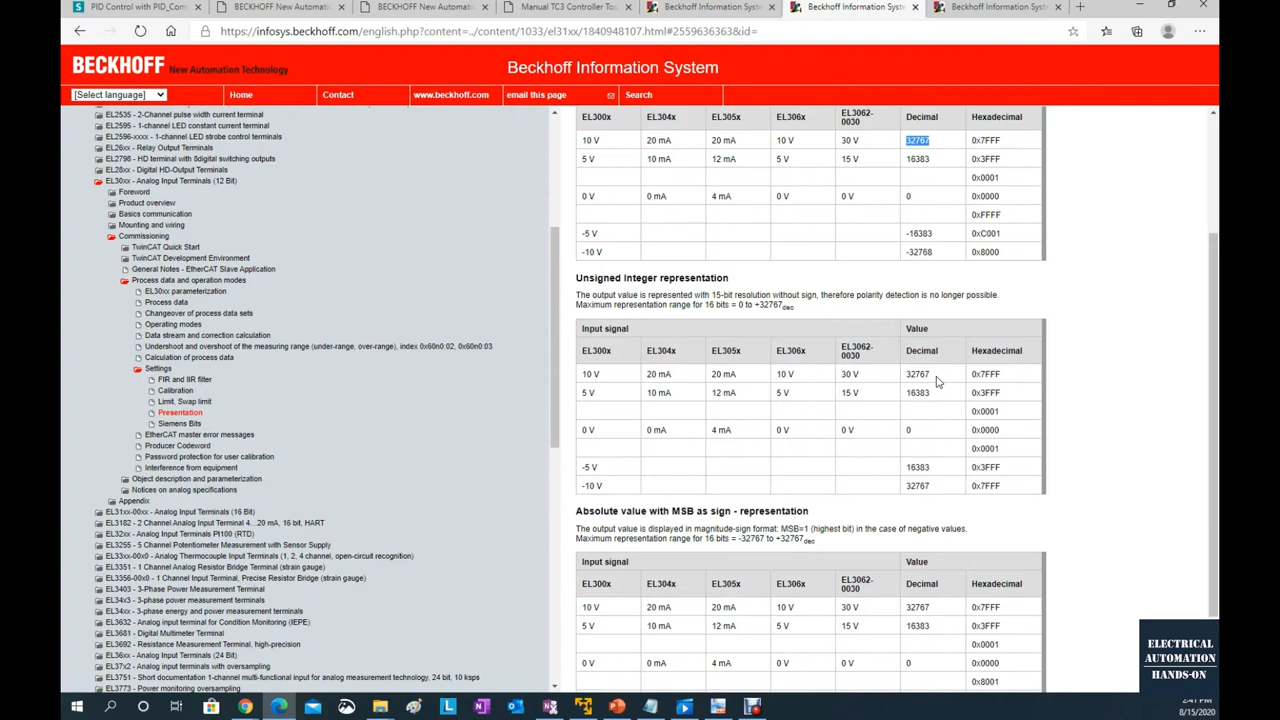 PID Control with PID_Com
BECKHOFF New Automatio
BECKHOFF New Automatio
Manual TC3 Controller Too
Beckhoff Information Syste
Beckhoff Information Syste
Beckhoff Information Syste
https://infosys.beckhoff.com/english.php?content=../content/1033/el31xx/1840948107.html#2559636363&id=
BECKHOFF New Automation Technology
Beckhoff Information System
[Select language]
Home
Contact
www.beckhoff.com
email this page
Search
EL2535 - 2-Channel pulse width current terminal
EL2595 - 1-channel LED constant current terminal
EL2596-xxxx - 1-channel LED strobe control terminals
EL26xx - Relay Output Terminals
EL2798 - HD terminal with 8digital switching outputs
EL28xx - Digital HD-Output Terminals
EL30xx - Analog Input Terminals (12 Bit)
Foreword
Product overview
Basics communication
Mounting and wiring
Commissioning
TwinCAT Quick Start
TwinCAT Development Environment
General Notes - EtherCAT Slave Application
Process data and operation modes
EL30xx parameterization
Process data
Changeover of process data sets
Operating modes
Data stream and correction calculation
Undershoot and overshoot of the measuring range (under-range, over-range), index 0x60n0:02, 0x60n0:03
Calculation of process data
Settings
FIR and IIR filter
Calibration
Limit, Swap limit
Presentation
Siemens Bits
EtherCAT master error messages
Producer Codeword
Password protection for user calibration
Interference from equipment
Object description and parameterization
Notices on analog specifications
Appendix
EL31xx-00xx - Analog Input Terminals (16 Bit)
EL3182 - 2 Channel Analog Input Terminal 4...20 mA, 16 bit, HART
EL32xx - Analog Input Terminals Pt100 (RTD)
EL3255 - 5 Channel Potentiometer Measurement with Sensor Supply
EL33xx-00x0 - Analog Thermocouple Input Terminals (1, 2, 4 channel, open-circuit recognition)
EL3351 - 1 Channel Analog Resistor Bridge Terminal (strain gauge)
EL3356-00x0 - 1 Channel Input Terminal, Precise Resistor Bridge (strain gauge)
EL3403 - 3-Phase Power Measurement Terminal
EL34x3 - 3-phase power measurement terminals
EL34xx - 3-phase energy and power measurement terminals
EL3632 - Analog input Terminal for Condition Monitoring (IEPE)
EL3681 - Digital Multimeter Terminal
EL3692 - Resistance Measurement Terminal, high-precision
EL36xx - Analog Input Terminals (24 Bit)
EL37x2 - Analog input terminals with oversampling
EL3751 - Short documentation 1-channel multi-functional input for analog measurement technology, 24 bit, 10 ksps
EL3773 - Power monitoring oversampling
EL300x EL304x EL305x EL306x EL3062-0030 Decimal Hexadecimal
10 V 20 mA 20 mA 10 V 30 V 32767 0x7FFF
5 V 10 mA 12 mA 5 V 15 V 16383 0x3FFF
0x0001
0 V 0 mA 4 mA 0 V 0 V 0 0x0000
0xFFFF
-5 V -16383 0xC001
-10 V -32768 0x8000
Unsigned integer representation
The output value is represented with 15-bit resolution without sign, therefore polarity detection is no longer possible.
Maximum representation range for 16 bits = 0 to +32767dec
Input signal Value
EL300x EL304x EL305x EL306x EL3062-0030 Decimal Hexadecimal
10 V 20 mA 20 mA 10 V 30 V 32767 0x7FFF
5 V 10 mA 12 mA 5 V 15 V 16383 0x3FFF
0x0001
0 V 0 mA 4 mA 0 V 0 V 0 0x0000
0x0001
-5 V 16383 0x3FFF
-10 V 32767 0x7FFF
Absolute value with MSB as sign - representation
The output value is displayed in magnitude-sign format: MSB=1 (highest bit) in the case of negative values.
Maximum representation range for 16 bits = -32767 to +32767dec
Input signal Value
EL300x EL304x EL305x EL306x EL3062-0030 Decimal Hexadecimal
10 V 20 mA 20 mA 10 V 30 V 32767 0x7FFF
5 V 10 mA 12 mA 5 V 15 V 16383 0x3FFF
0x0001
0 V 0 mA 4 mA 0 V 0 V 0 0x0000
0x8001
ELECTRICAL
AUTOMATION
HANDS-ON
2:41 PM
8/15/2020